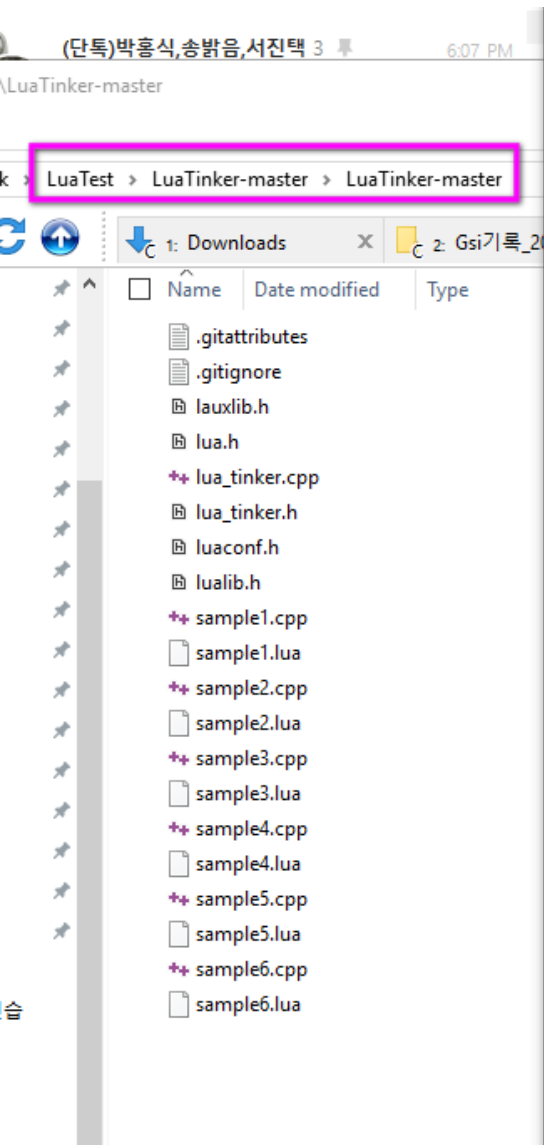 (단톡)박홍식,송밝음,서진택 3 6:07 PM
\LuaTinker-master
k › LuaTest › LuaTinker-master › LuaTinker-master
C 1: Downloads x C 2: Gsi기록_20
Name Date modified Type
.gitattributes
.gitignore
lauxlib.h
lua.h
lua_tinker.cpp
lua_tinker.h
luaconf.h
lualib.h
sample1.cpp
sample1.lua
sample2.cpp
sample2.lua
sample3.cpp
sample3.lua
sample4.cpp
sample4.lua
sample5.cpp
sample5.lua
sample6.cpp
습
sample6.lua